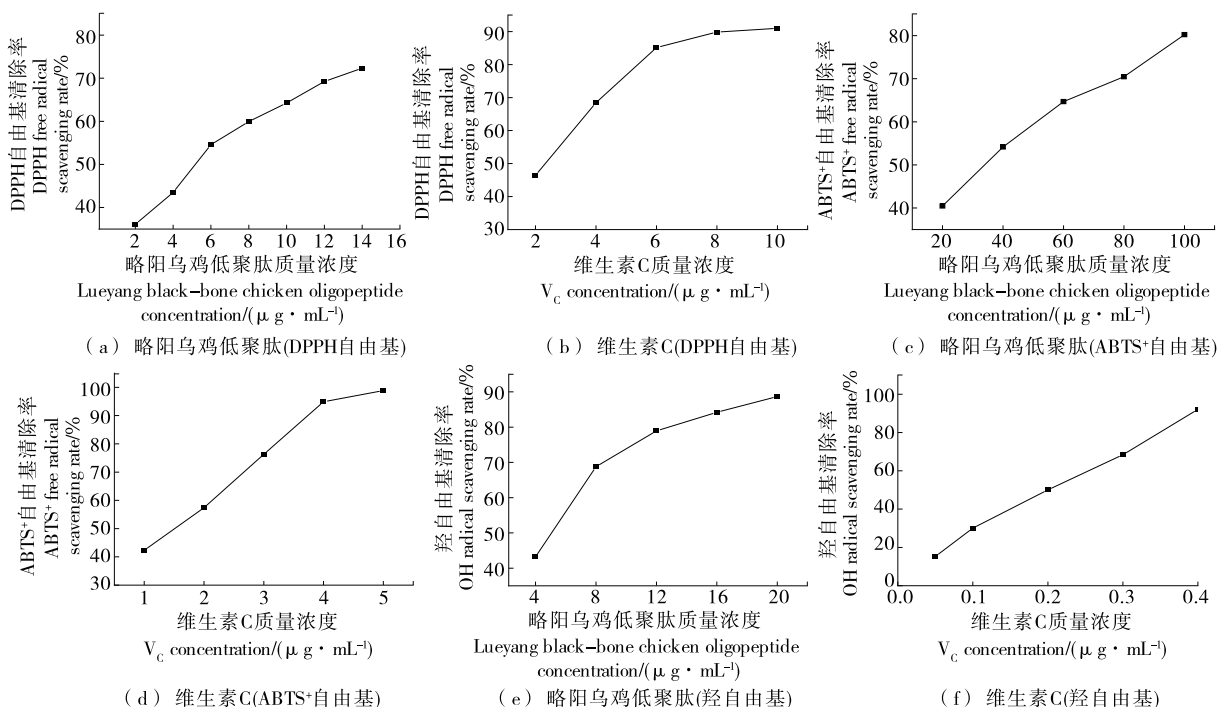 DPPH自由基清除率
DPPH free radical
scavenging rate/%
80
70
60
50
40
2 4 6 8 10 12 14 16
略阳乌鸡低聚肽质量浓度
Lueyang black-bone chicken oligopeptide
concentration/(μ g · mL⁻¹)
(a) 略阳乌鸡低聚肽(DPPH自由基)
DPPH自由基清除率
DPPH free radical
scavenging rate/%
90
80
70
60
50
40
30
2 4 6 8 10
维生素C质量浓度
V_C concentration/(μ g · mL⁻¹)
(b) 维生素C(DPPH自由基)
ABTS⁺自由基清除率
ABTS⁺ free radical
scavenging rate/%
80
70
60
50
40
20 40 60 80 100
略阳乌鸡低聚肽质量浓度
Lueyang black-bone chicken oligopeptide
concentration/(μ g · mL⁻¹)
(c) 略阳乌鸡低聚肽(ABTS⁺自由基)
ABTS⁺自由基清除率
ABTS⁺ free radical
scavenging rate/%
100
90
80
70
60
50
40
30
1 2 3 4 5
维生素C质量浓度
V_C concentration/(μ g · mL⁻¹)
(d) 维生素C(ABTS⁺自由基)
羟自由基清除率
OH radical scavenging rate/%
90
80
70
60
50
40
4 8 12 16 20
略阳乌鸡低聚肽质量浓度
Lueyang black-bone chicken oligopeptide
concentration/(μ g · mL⁻¹)
(e) 略阳乌鸡低聚肽(羟自由基)
羟自由基清除率
OH radical scavenging rate/%
100
80
60
40
20
0
0.0 0.1 0.2 0.3 0.4
维生素C质量浓度
V_C concentration/(μ g · mL⁻¹)
(f) 维生素C(羟自由基)